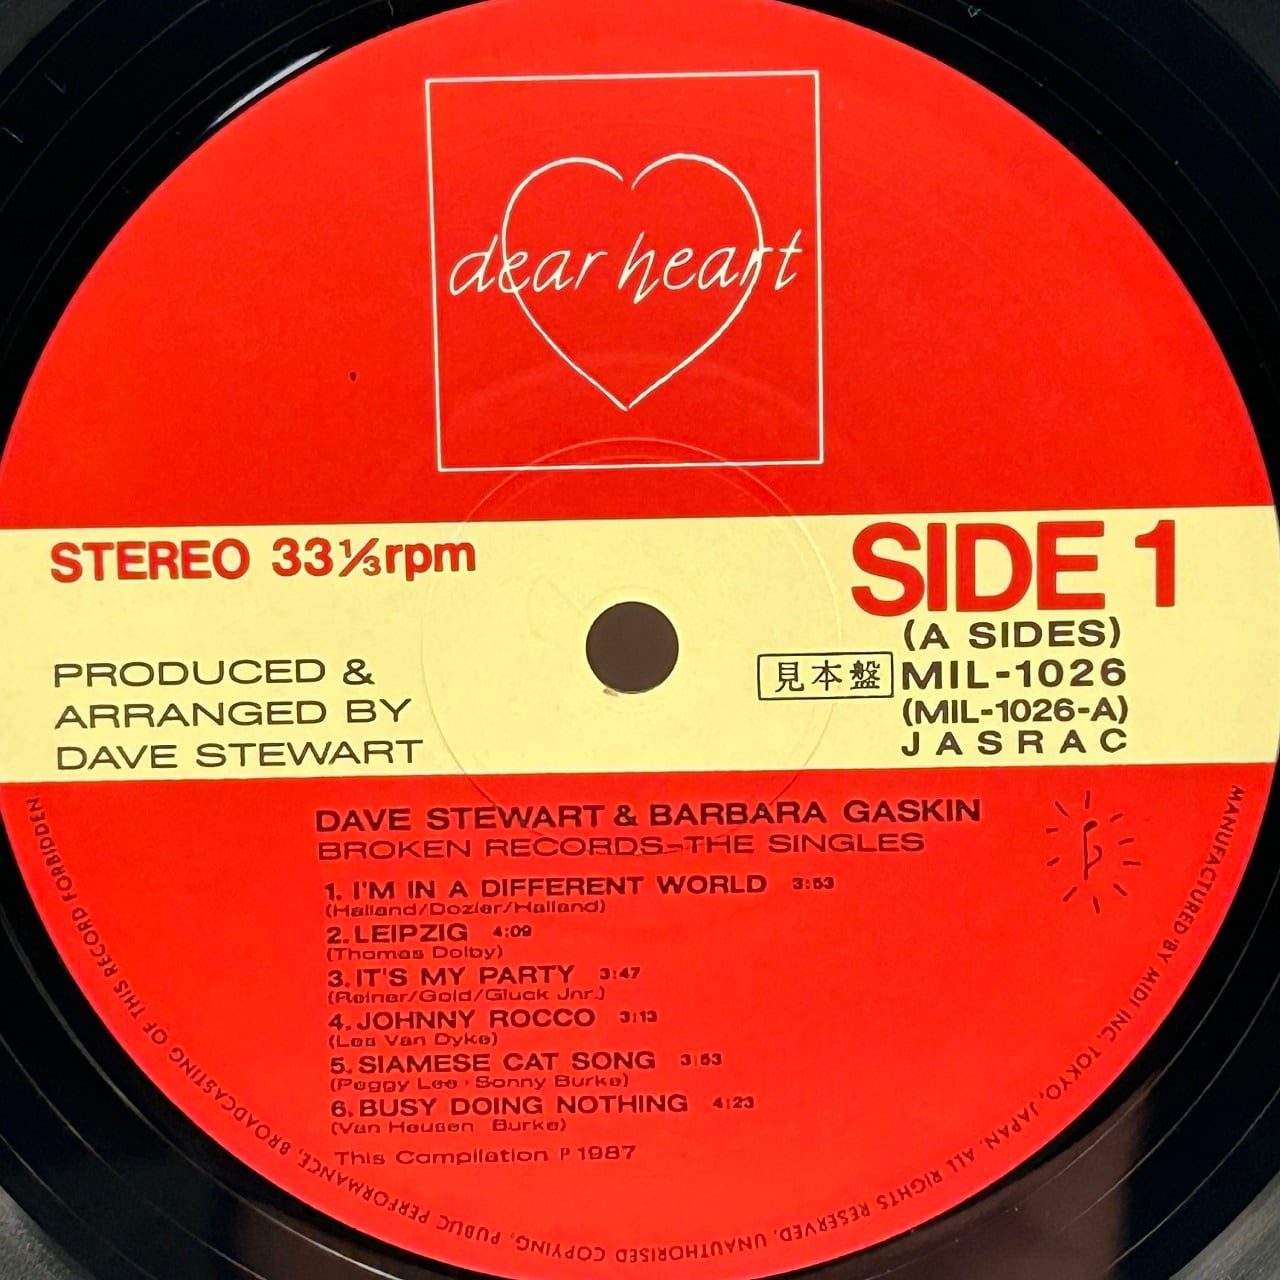 dear heart
STEREO 33⅓rpm
SIDE 1
(A SIDES)
見本盤 MIL-1026
(MIL-1026-A)
JASRAC
PRODUCED &
ARRANGED BY
DAVE STEWART
DAVE STEWART & BARBARA GASKIN
BROKEN RECORDS-THE SINGLES
1. I'M IN A DIFFERENT WORLD 3:53
(Halland/Dozier/Halland)
2. LEIPZIG 4:09
(Thomas Dolby)
3. IT'S MY PARTY 3:47
(Reiner/Gold/Gluck Jnr.)
4. JOHNNY ROCCO 3:13
(Leo Van Dyke)
5. SIAMESE CAT SONG 3:53
(Peggy Lee · Sonny Burke)
6. BUSY DOING NOTHING 4:23
(Van Heusen Burke)
This Compilation P 1987
MANUFACTURED BY MIDI INC, TOKYO, JAPAN. ALL RIGHTS RESERVED. UNAUTHORISED COPYING, PUBLIC PERFORMANCE, BROADCASTING OF THIS RECORD FORBIDDEN.